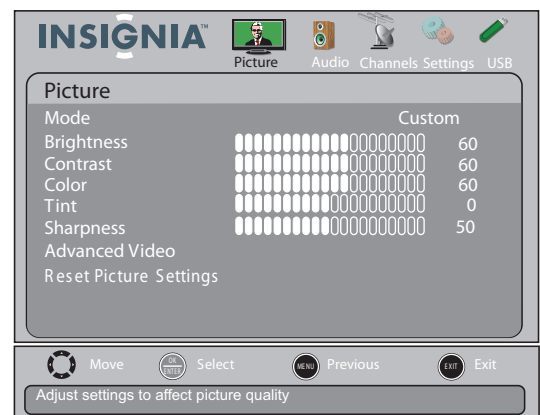 INSIGNIA™
Picture Audio Channels Settings USB
Picture
Mode Custom
Brightness 60
Contrast 60
Color 60
Tint 0
Sharpness 50
Advanced Video
Reset Picture Settings
Move OK ENTER Select MENU Previous EXIT Exit
Adjust settings to affect picture quality